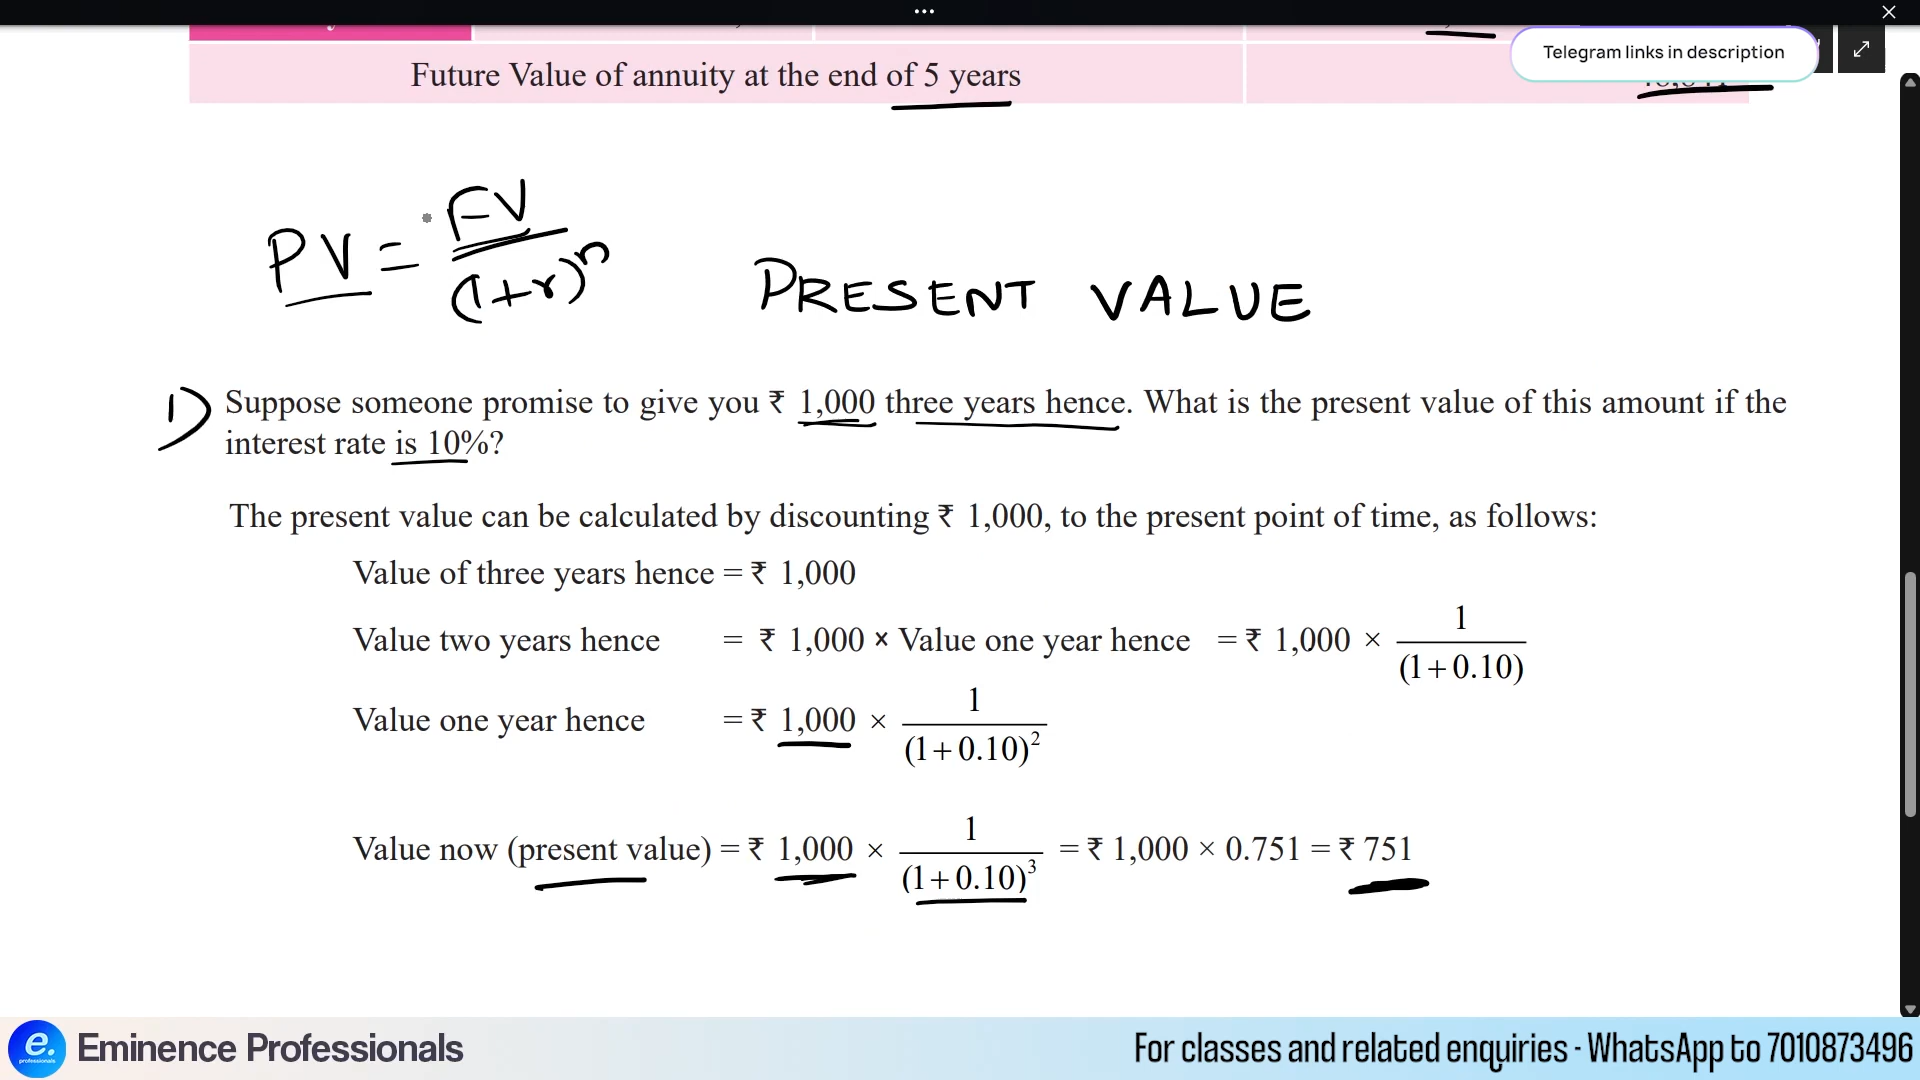 Future Value of annuity at the end of 5 years
Telegram links in description
PV = FV
(1+r)^n
PRESENT VALUE
1) Suppose someone promise to give you ₹ 1,000 three years hence. What is the present value of this amount if the
interest rate is 10%?
The present value can be calculated by discounting ₹ 1,000, to the present point of time, as follows:
Value of three years hence = ₹ 1,000
Value two years hence = ₹ 1,000 × Value one year hence = ₹ 1,000 × 1/(1+0.10)
Value one year hence = ₹ 1,000 × 1/(1+0.10)²
Value now (present value) = ₹ 1,000 × 1/(1+0.10)³ = ₹ 1,000 × 0.751 = ₹ 751
e.
professionals
Eminence Professionals
For classes and related enquiries - WhatsApp to 7010873496